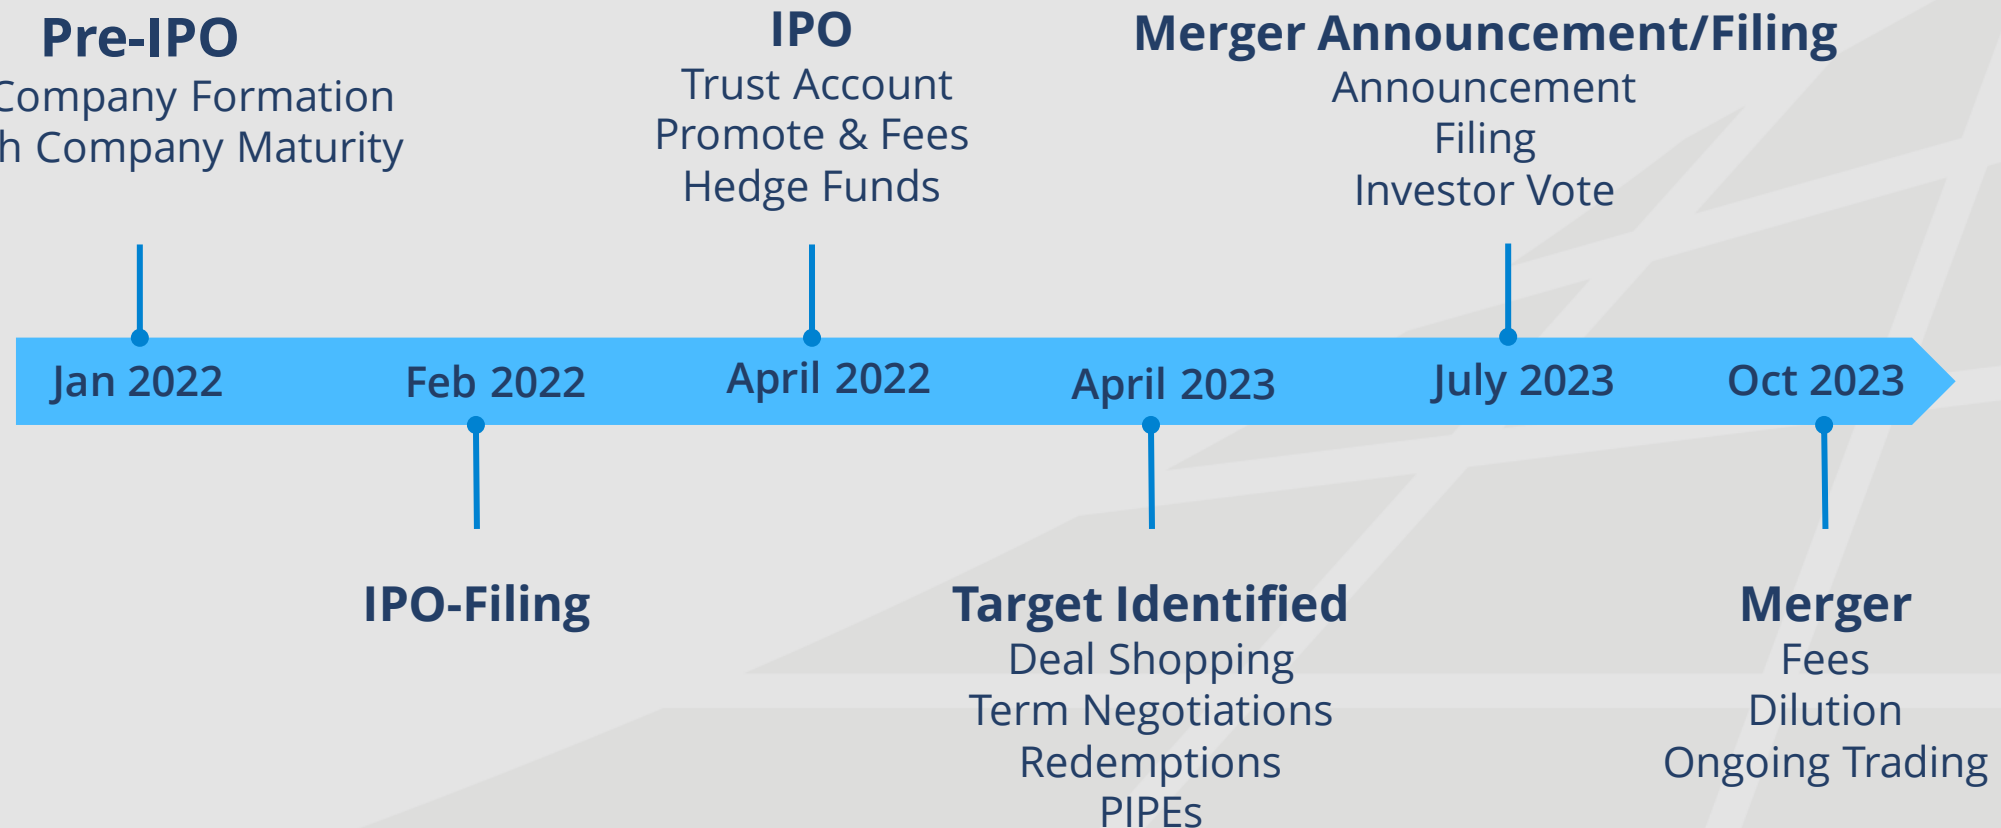 Pre-IPO
Company Formation
Company Maturity
IPO
Trust Account
Promote & Fees
Hedge Funds
Merger Announcement/Filing
Announcement
Filing
Investor Vote
Jan 2022
Feb 2022
April 2022
April 2023
July 2023
Oct 2023
IPO-Filing
Target Identified
Deal Shopping
Term Negotiations
Redemptions
PIPEs
Merger
Fees
Dilution
Ongoing Trading